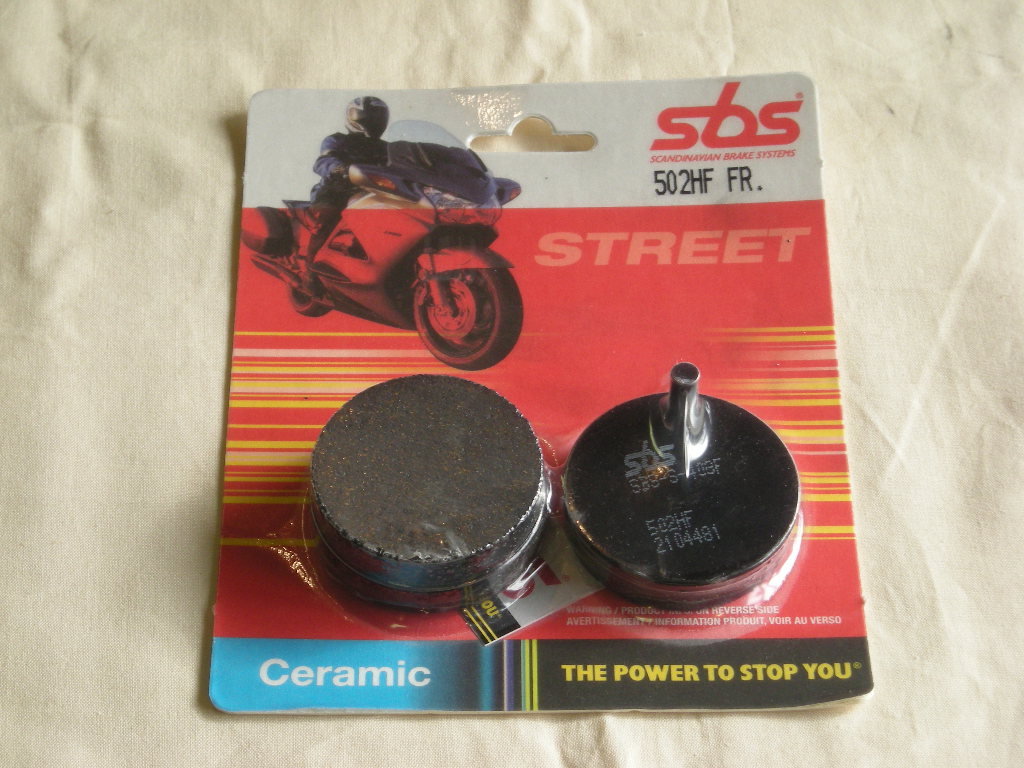 sbs®
SCANDINAVIAN BRAKE SYSTEMS
502HF FR.
STREET
sbs
502HF
2104481
you
WARNING / PRODUCT INFO. ON REVERSE SIDE
AVERTISSEMENT / INFORMATION PRODUIT, VOIR AU VERSO
Ceramic
THE POWER TO STOP YOU®